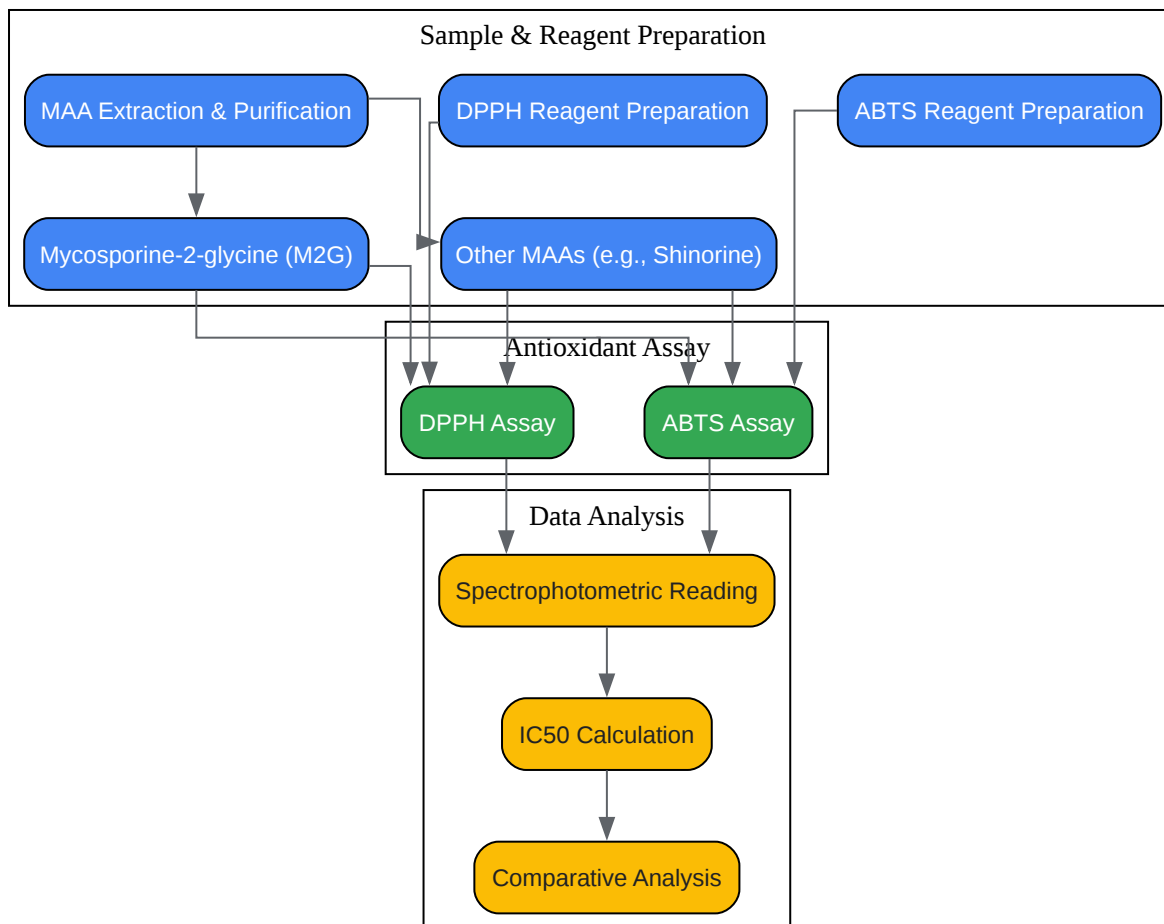 Sample & Reagent Preparation
MAA Extraction & Purification
DPPH Reagent Preparation
ABTS Reagent Preparation
Mycosporine-2-glycine (M2G)
Other MAAs (e.g., Shinorine)
Antioxidant Assay
DPPH Assay
ABTS Assay
Data Analysis
Spectrophotometric Reading
IC50 Calculation
Comparative Analysis